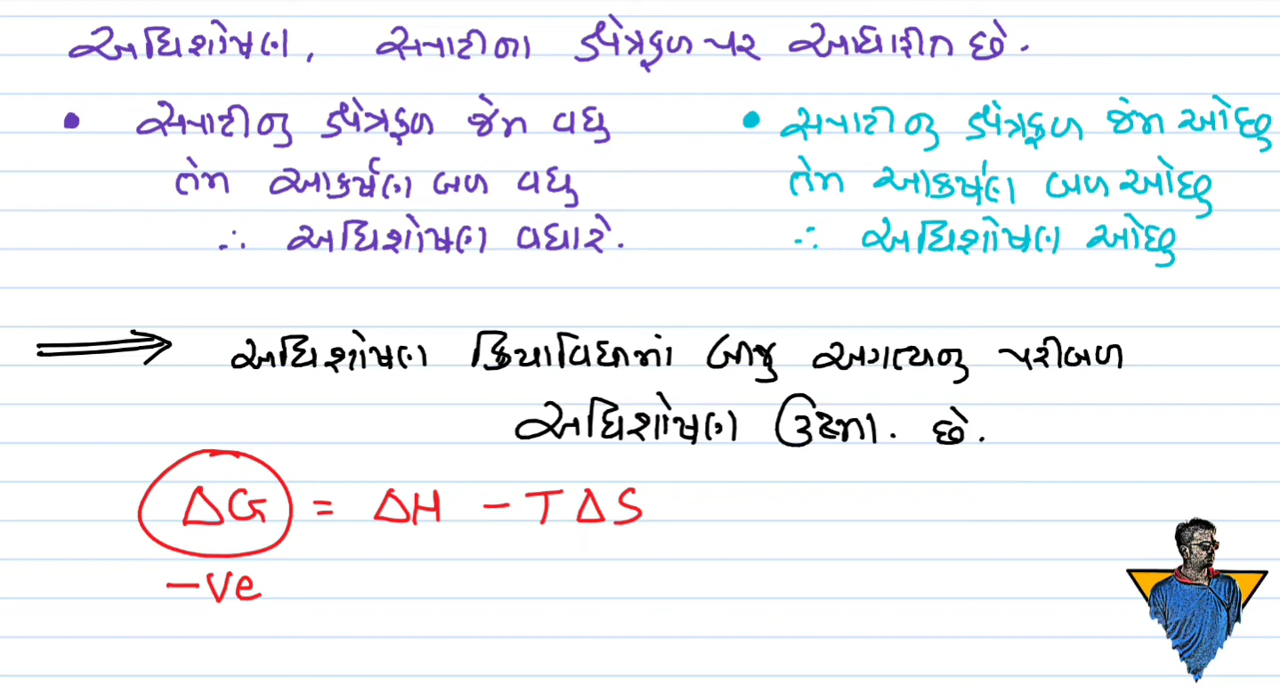 અધિશોષણ, સપાટીના ક્ષેત્રફળ પર આધારીત છે.
• સપાટીનુ ક્ષેત્રફળ જેમ વધુ
તેમ આકર્ષણ બળ વધુ
∴ અધિશોષણ વધારે.
• સપાટીનુ ક્ષેત્રફળ જેમ ઓછુ
તેમ આકર્ષણ બળ ઓછુ
∴ અધિશોષણ ઓછુ
⟹ અધિશોષણ ક્રિયાવિધીમાં બીજુ અગત્યનુ પરીબળ
અધિશોષણ ઉષ્મા. છે.
ΔG = ΔH - TΔS
-ve